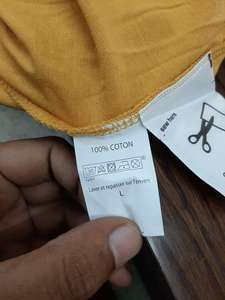 100% COTON
Laver et repasser sur l'envers
L